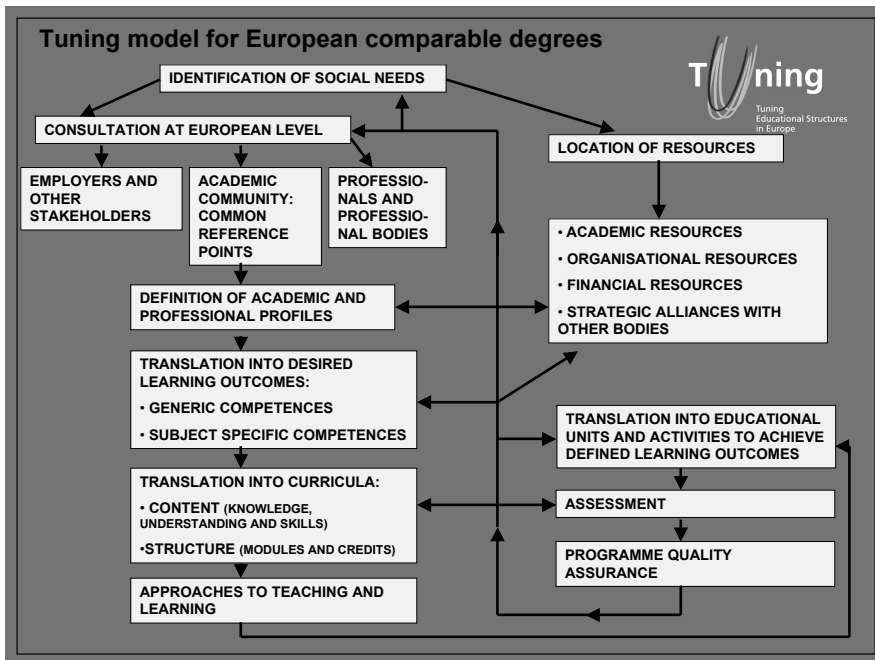 Tuning model for European comparable degrees
Tuning
Tuning
Educational Structures
in Europe
IDENTIFICATION OF SOCIAL NEEDS
CONSULTATION AT EUROPEAN LEVEL
LOCATION OF RESOURCES
EMPLOYERS AND
OTHER
STAKEHOLDERS
ACADEMIC
COMMUNITY:
COMMON
REFERENCE
POINTS
PROFESSIO-
NALS AND
PROFESSIO-
NAL BODIES
• ACADEMIC RESOURCES
• ORGANISATIONAL RESOURCES
• FINANCIAL RESOURCES
• STRATEGIC ALLIANCES WITH
OTHER BODIES
DEFINITION OF ACADEMIC AND
PROFESSIONAL PROFILES
TRANSLATION INTO DESIRED
LEARNING OUTCOMES:
• GENERIC COMPETENCES
• SUBJECT SPECIFIC COMPETENCES
TRANSLATION INTO CURRICULA:
• CONTENT (KNOWLEDGE,
UNDERSTANDING AND SKILLS)
•STRUCTURE (MODULES AND CREDITS)
APPROACHES TO TEACHING AND
LEARNING
TRANSLATION INTO EDUCATIONAL
UNITS AND ACTIVITIES TO ACHIEVE
DEFINED LEARNING OUTCOMES
ASSESSMENT
PROGRAMME QUALITY
ASSURANCE